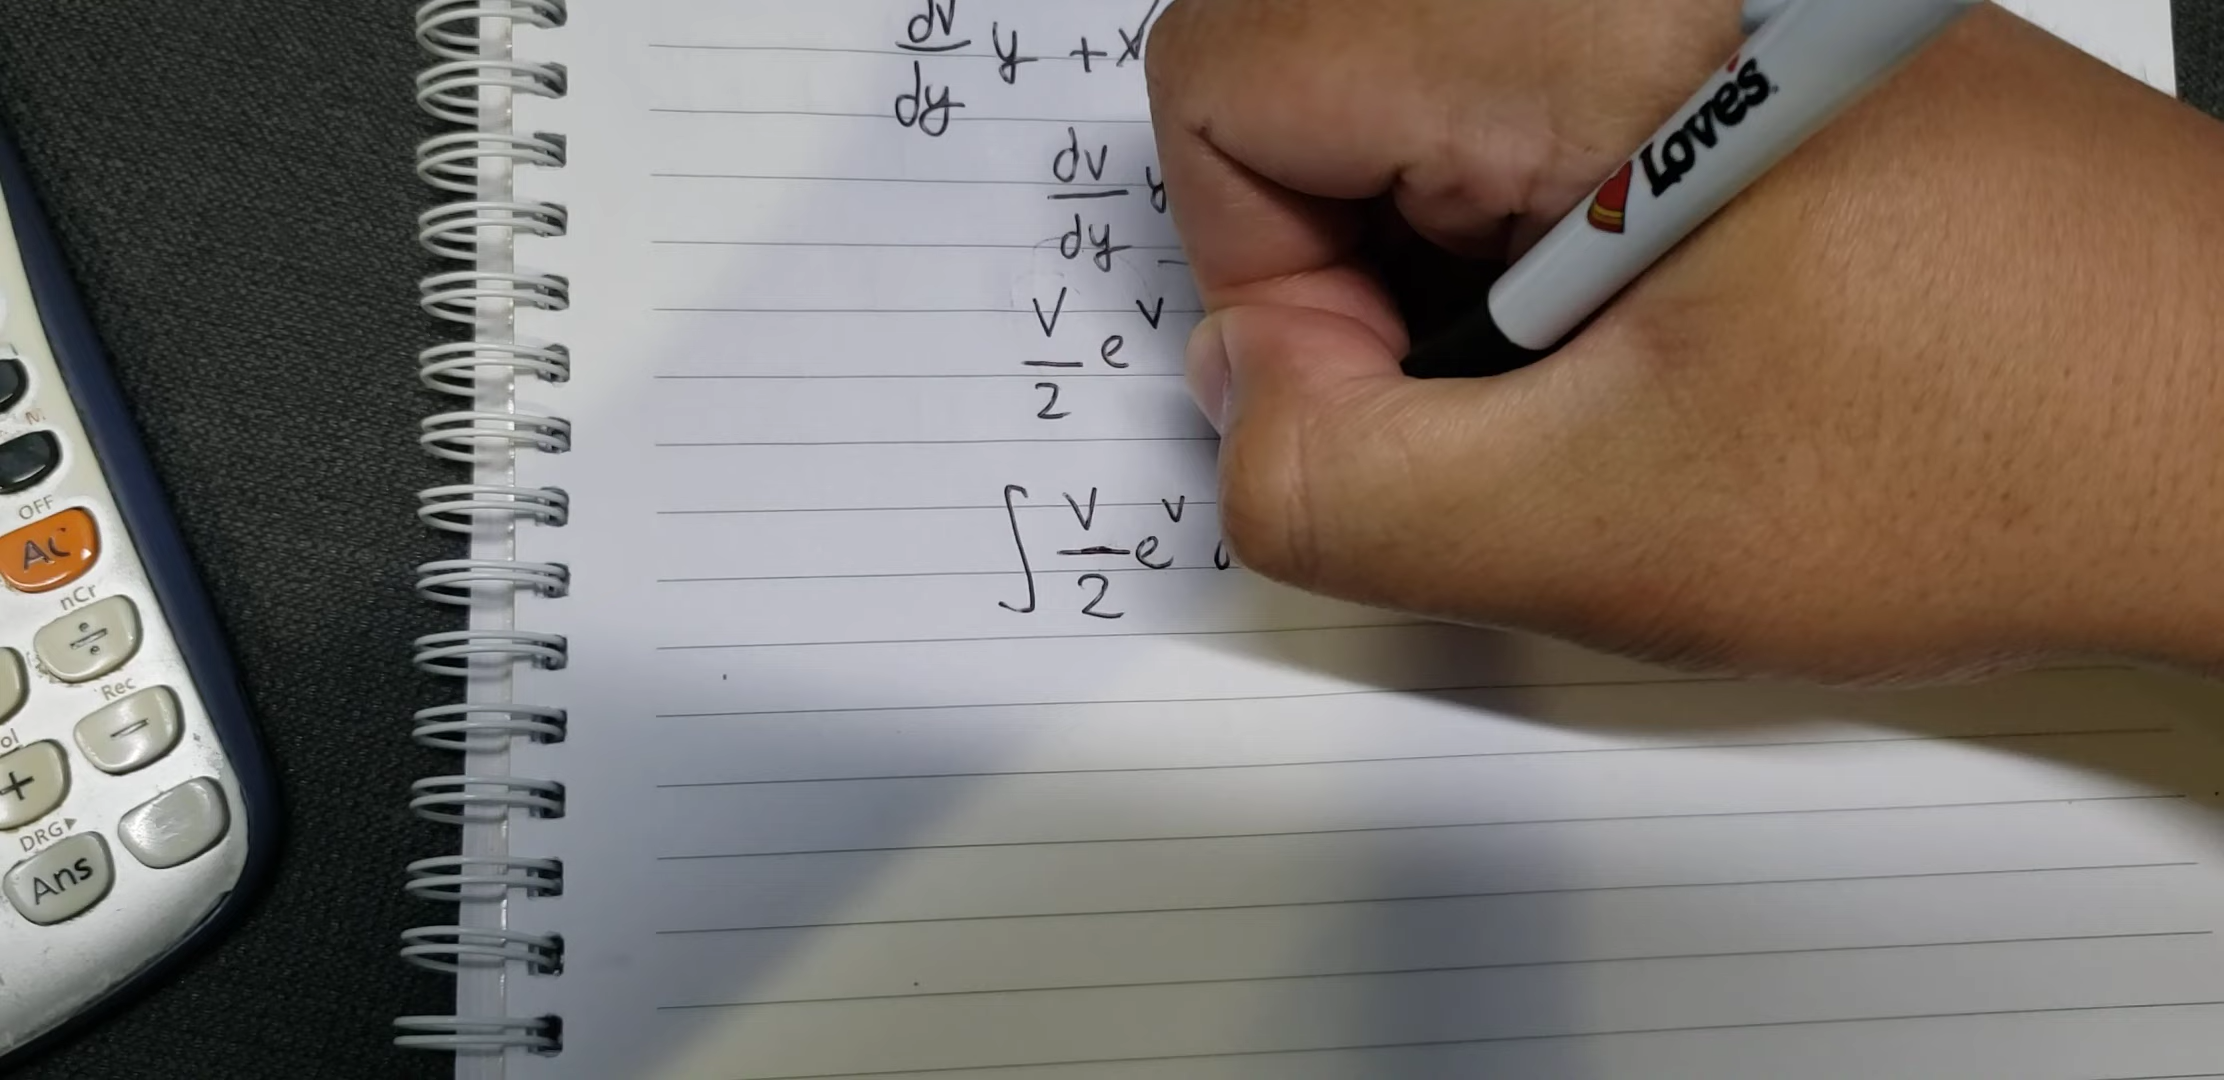 dv/dy y + v
dv/dy y
v/2 e^v
∫ v/2 e^v
Love's
OFF
AC
nCr
÷
Rec
−
+
DRG▶
Ans